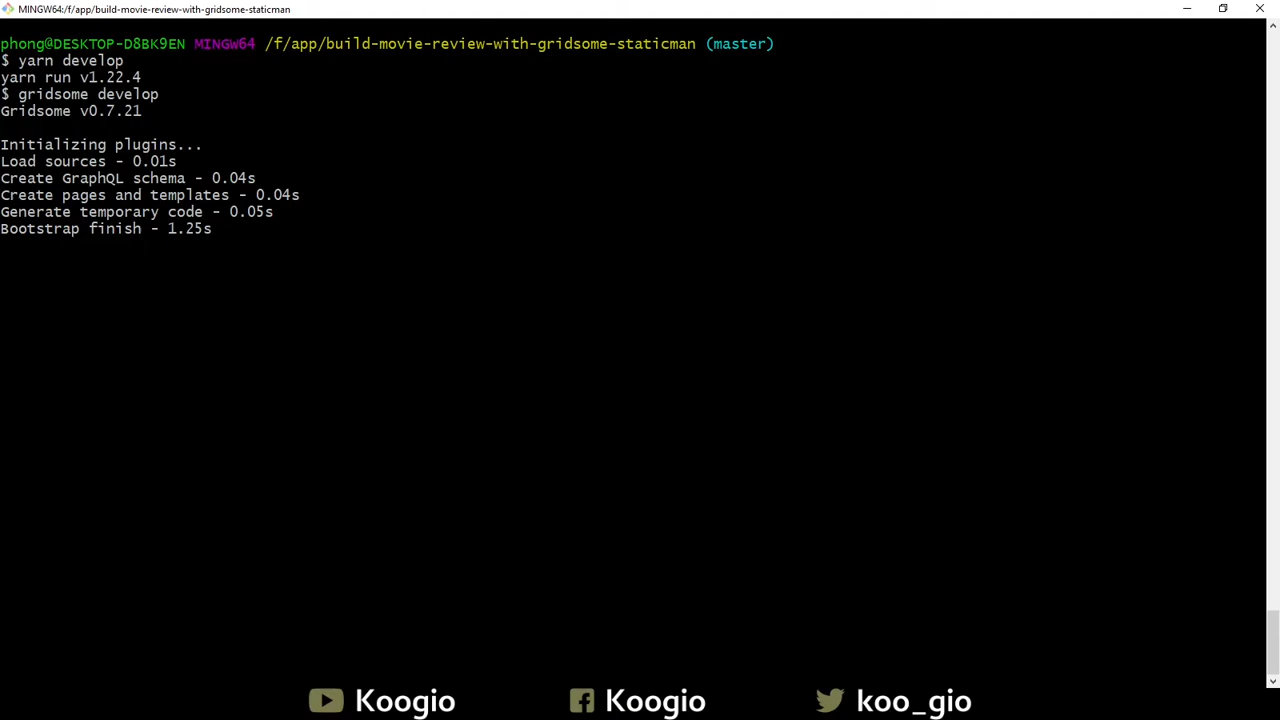 MINGW64:/f/app/build-movie-review-with-gridsome-staticman
phong@DESKTOP-D8BK9EN MINGW64 /f/app/build-movie-review-with-gridsome-staticman (master)
$ yarn develop
yarn run v1.22.4
$ gridsome develop
Gridsome v0.7.21
Initializing plugins...
Load sources - 0.01s
Create GraphQL schema - 0.04s
Create pages and templates - 0.04s
Generate temporary code - 0.05s
Bootstrap finish - 1.25s
Koogio Koogio koo_gio